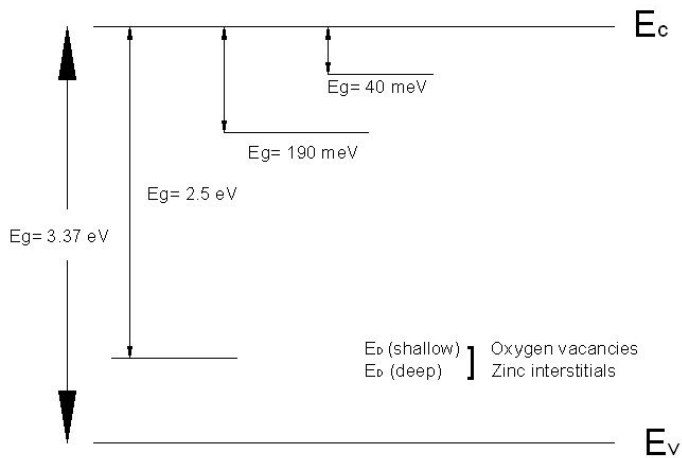 Ec
Eg= 40 meV
Eg= 190 meV
Eg= 2.5 eV
Eg= 3.37 eV
ED (shallow) ] Oxygen vacancies
ED (deep) Zinc interstitials
Ev